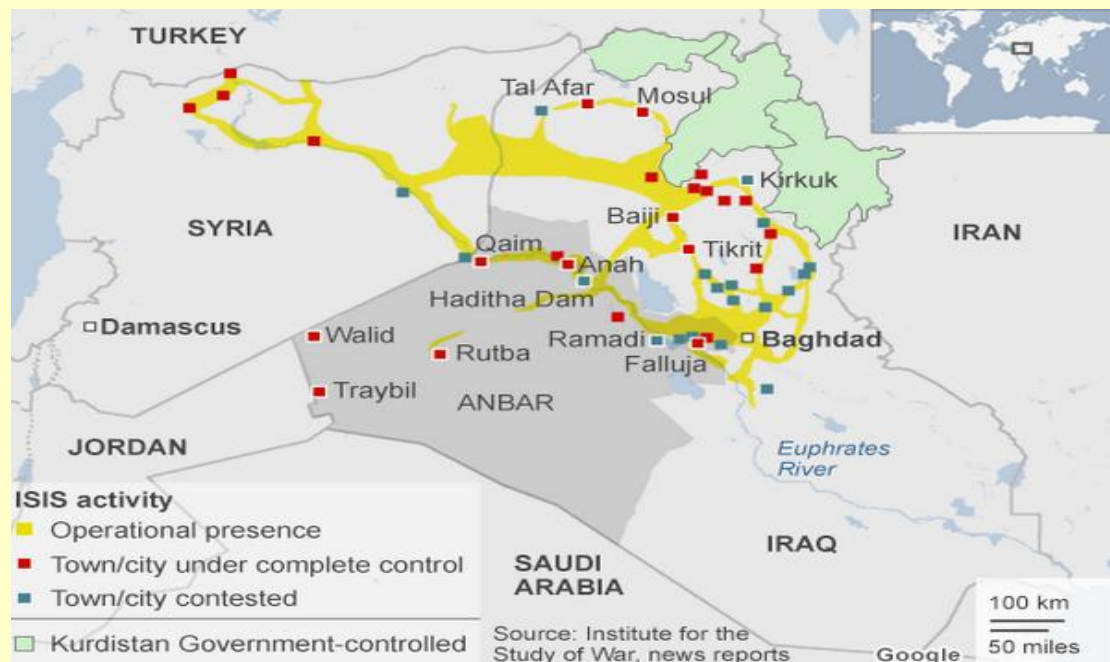 TURKEY
Tal Afar
Mosul
Kirkuk
Baiji
SYRIA
IRAN
Qaim
Tikrit
Anah
Haditha Dam
Damascus
Walid
Ramadi
Baghdad
Rutba
Falluja
Traybil
ANBAR
JORDAN
Euphrates
River
ISIS activity
Operational presence
Town/city under complete control
Town/city contested
Kurdistan Government-controlled
SAUDI
ARABIA
IRAQ
Source: Institute for the
Study of War, news reports
100 km
50 miles
Google